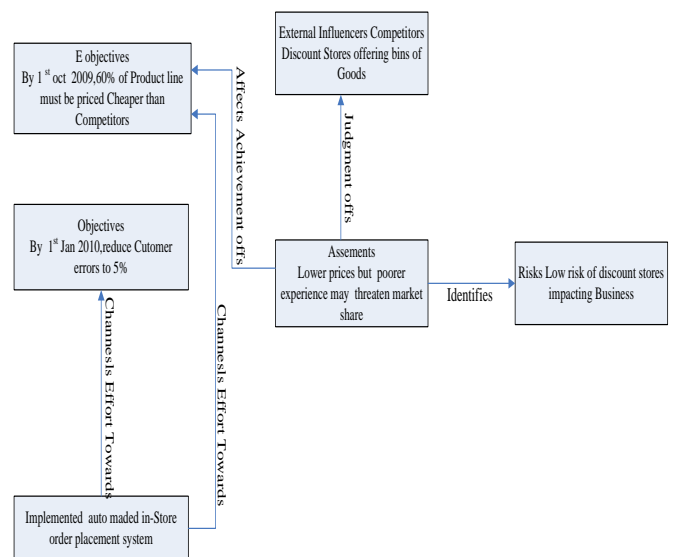 External Influencers Competitors
Discount Stores offering bins of
Goods
E objectives
By 1 st oct 2009,60% of Product line
must be priced Cheaper than
Competitors
Affects Achievement offs
Judgment offs
Objectives
By 1st Jan 2010,reduce Cutomer
errors to 5%
Assements
Lower prices but poorer
experience may threaten market
share
Identifies
Risks Low risk of discount stores
impacting Business
Channesls Effort Towards
Channesls Effort Towards
Implemented auto maded in-Store
order placement system